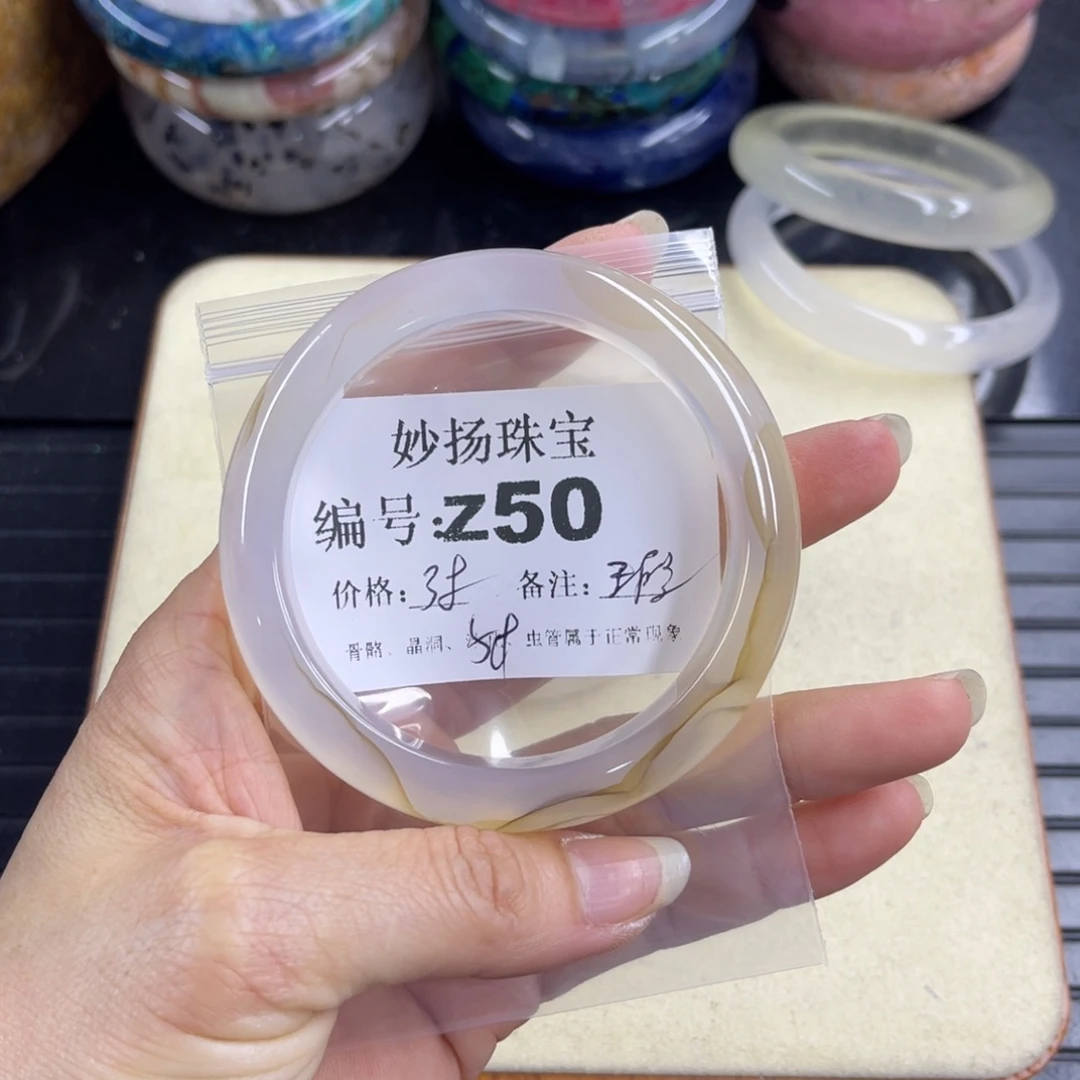 妙扬珠宝
编号:Z50
价格: 备注:
骨骼、晶洞、 虫管属于正常现象